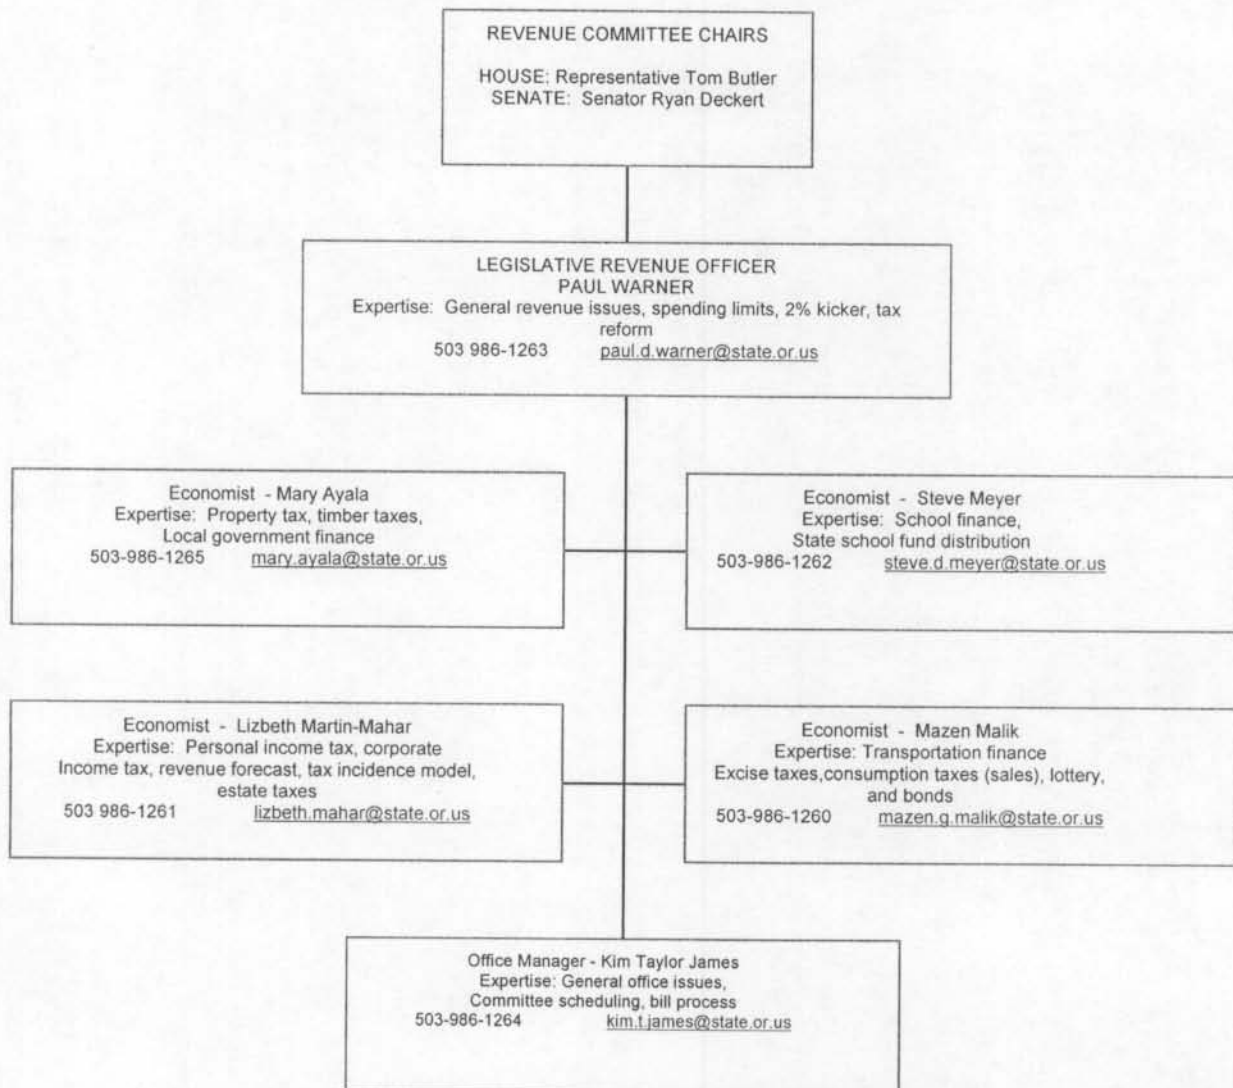 REVENUE COMMITTEE CHAIRS
HOUSE: Representative Tom Butler
SENATE: Senator Ryan Deckert
LEGISLATIVE REVENUE OFFICER
PAUL WARNER
Expertise: General revenue issues, spending limits, 2% kicker, tax
reform
503 986-1263 paul.d.warner@state.or.us
Economist - Mary Ayala
Expertise: Property tax, timber taxes,
Local government finance
503-986-1265 mary.ayala@state.or.us
Economist - Steve Meyer
Expertise: School finance,
State school fund distribution
503-986-1262 steve.d.meyer@state.or.us
Economist - Lizbeth Martin-Mahar
Expertise: Personal income tax, corporate
Income tax, revenue forecast, tax incidence model,
estate taxes
503 986-1261 lizbeth.mahar@state.or.us
Economist - Mazen Malik
Expertise: Transportation finance
Excise taxes,consumption taxes (sales), lottery,
and bonds
503-986-1260 mazen.g.malik@state.or.us
Office Manager - Kim Taylor James
Expertise: General office issues,
Committee scheduling, bill process
503-986-1264 kim.t.james@state.or.us